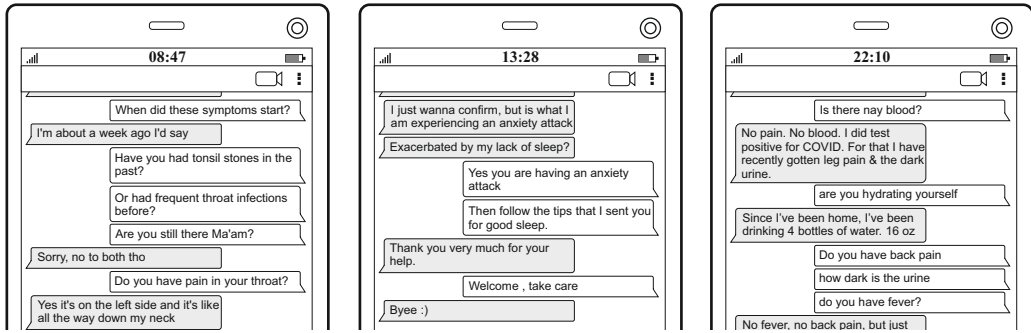 08:47
When did these symptoms start?
I'm about a week ago I'd say
Have you had tonsil stones in the
past?
Or had frequent throat infections
before?
Are you still there Ma'am?
Sorry, no to both tho
Do you have pain in your throat?
Yes it's on the left side and it's like
all the way down my neck
13:28
I just wanna confirm, but is what I
am experiencing an anxiety attack
Exacerbated by my lack of sleep?
Yes you are having an anxiety
attack
Then follow the tips that I sent you
for good sleep.
Thank you very much for your
help.
Welcome , take care
Byee :)
22:10
Is there nay blood?
No pain. No blood. I did test
positive for COVID. For that I have
recently gotten leg pain & the dark
urine.
are you hydrating yourself
Since I've been home, I've been
drinking 4 bottles of water. 16 oz
Do you have back pain
how dark is the urine
do you have fever?
No fever, no back pain, but just